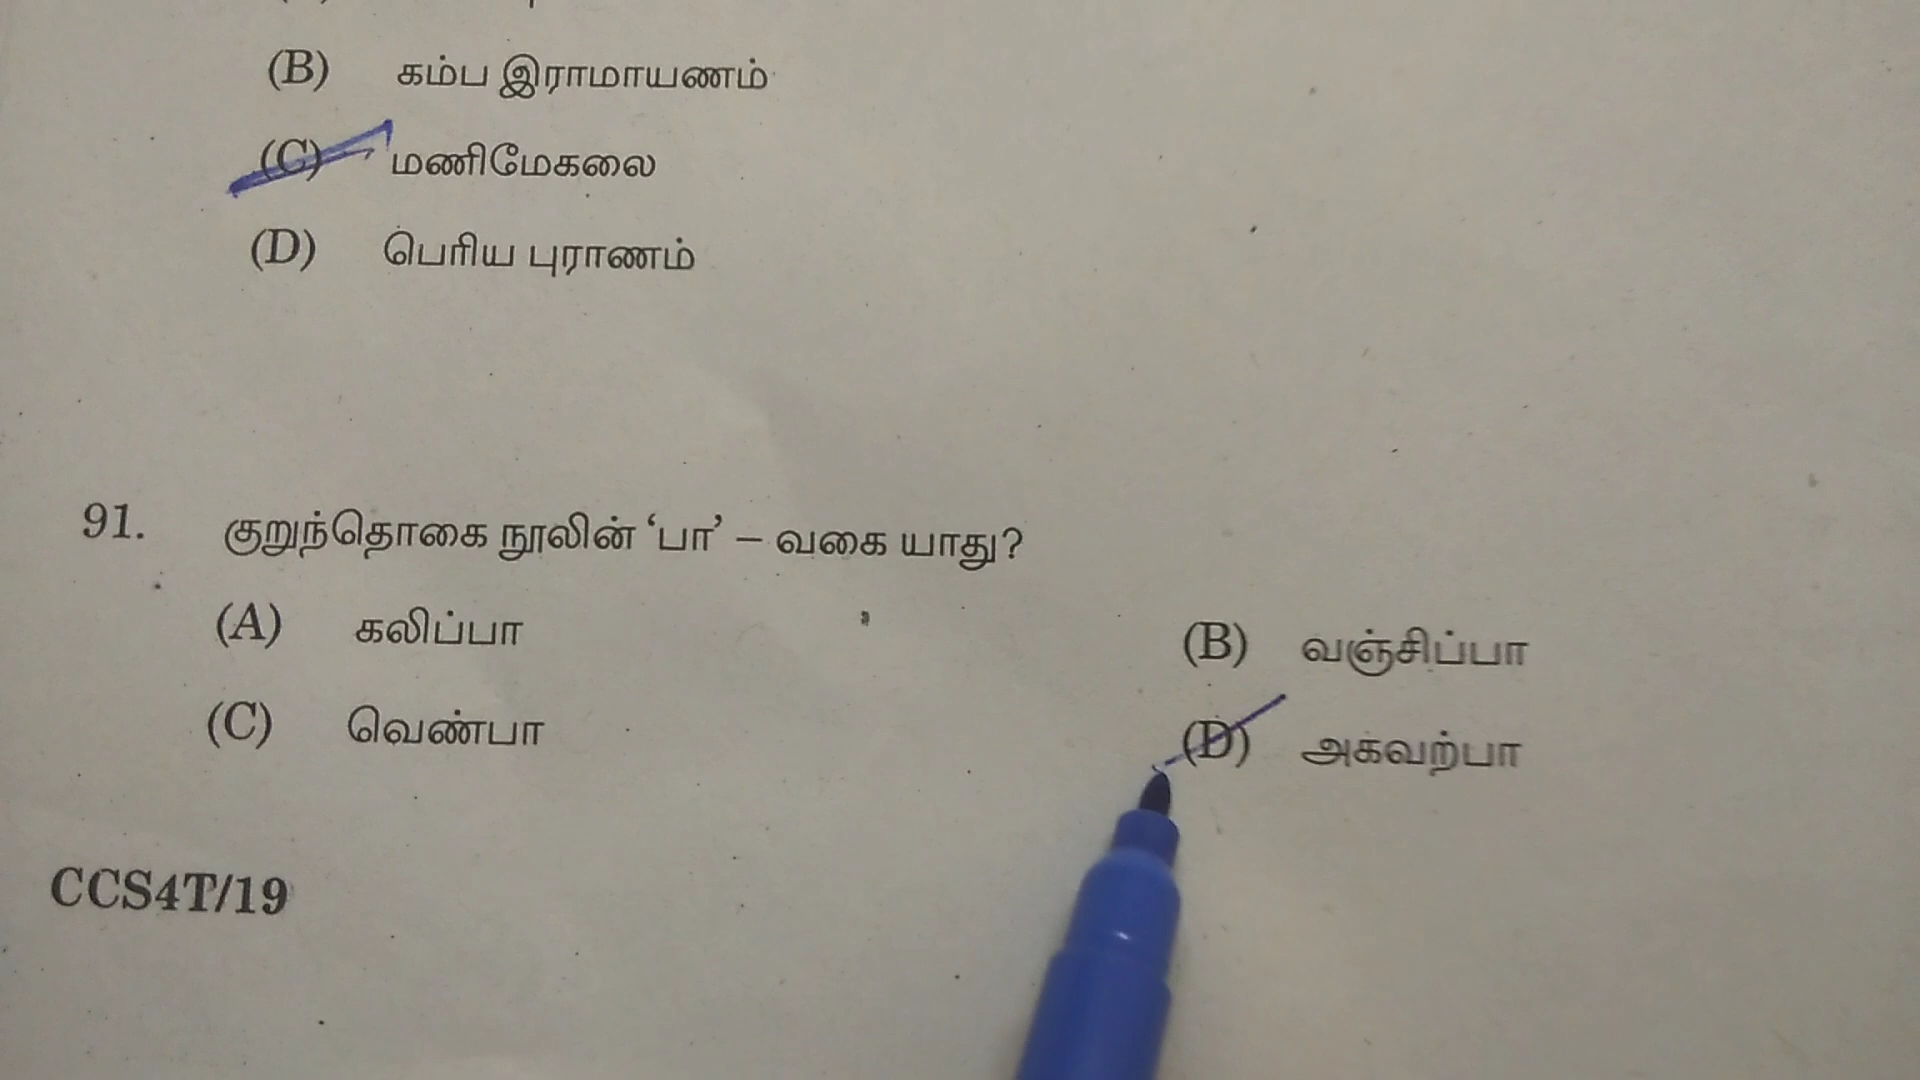 (B) கம்ப இராமாயணம்
(C) மணிமேகலை
(D) பெரிய புராணம்
91. குறுந்தொகை நூலின் ‘பா’ – வகை யாது?
(A) கலிப்பா
(B) வஞ்சிப்பா
(C) வெண்பா
(D) அகவற்பா
CCS4T/19